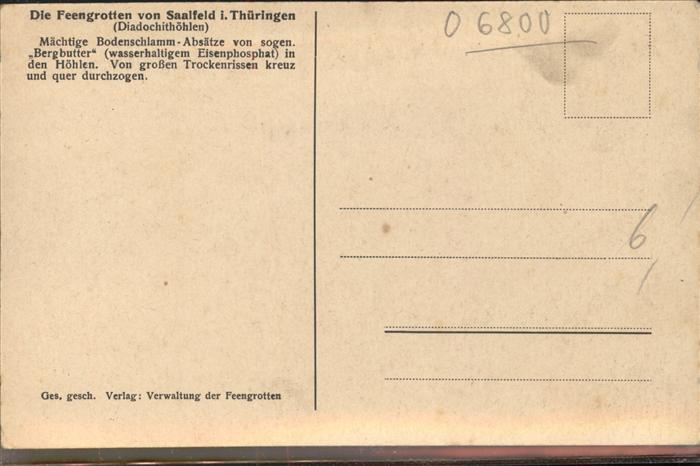 Die Feengrotten von Saalfeld i. Thüringen
(Diadochithöhlen)
Mächtige Bodenschlamm-Absätze von sogen.
„Bergbutter“ (wasserhaltigem Eisenphosphat) in
den Höhlen. Von großen Trockenrissen kreuz
und quer durchzogen.
O 6800
6
Ges. gesch. Verlag: Verwaltung der Feengrotten